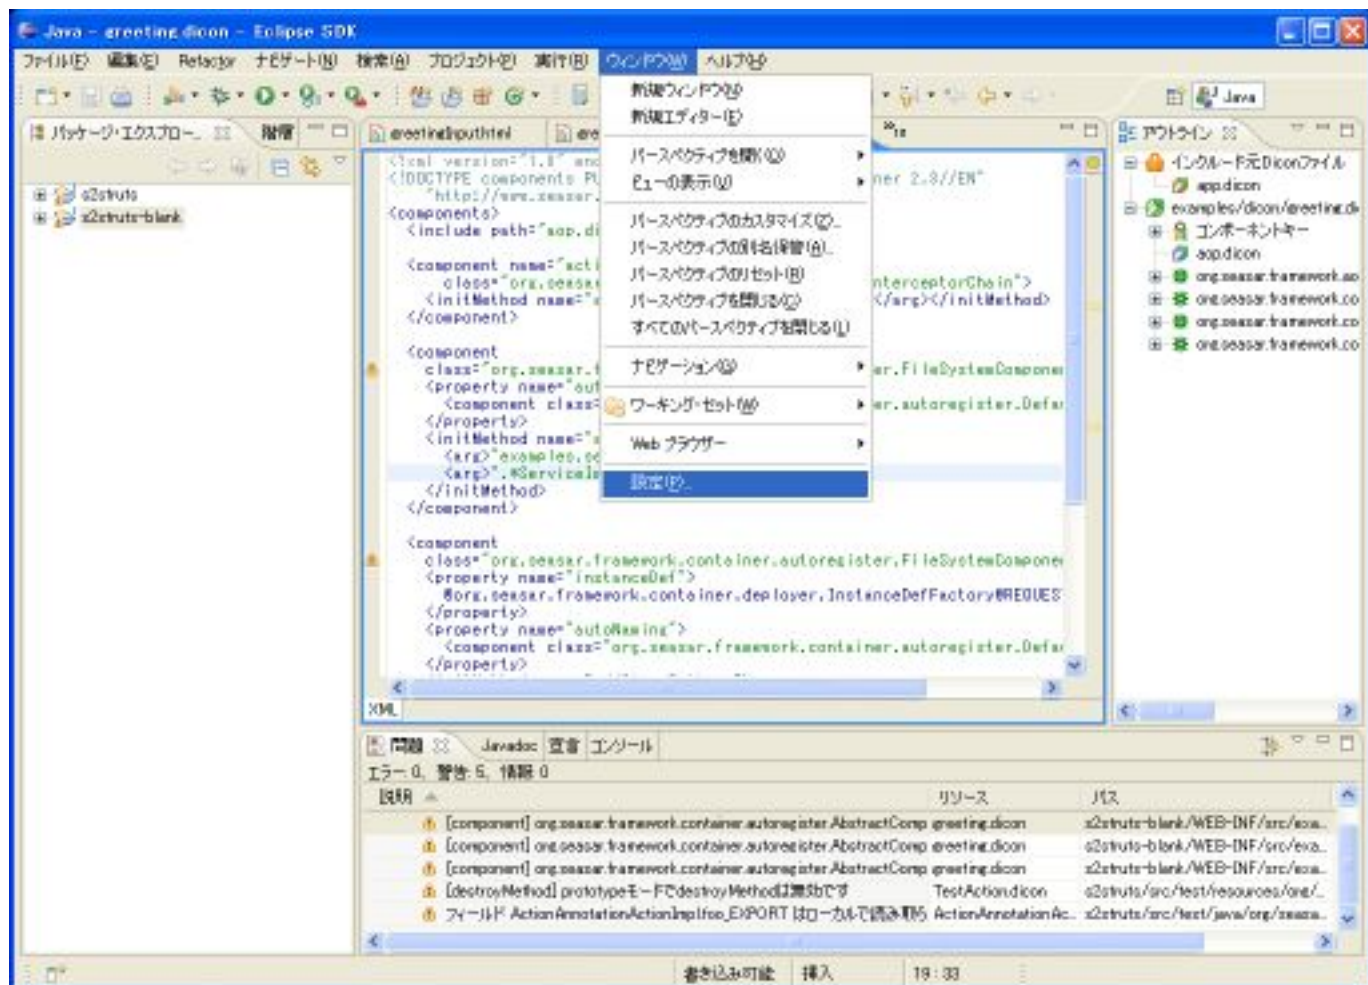 Java - greeting.dicon - Eclipse SDK
ファイル(F) 編集(E) Refactor ナビゲート(N) 検索(A) プロジェクト(P) 実行(R) ウィンドウ(W) ヘルプ(H)
Java
パッケージ・エクスプロー... 階層
s2struts
s2struts-blank
greetingInput.html
新規ウィンドウ(N)
新規エディター(E)
パースペクティブを開く(O)
ビューの表示(V)
パースペクティブのカスタマイズ(Z)...
パースペクティブの別名保管(A)...
パースペクティブのリセット(R)
パースペクティブを閉じる(C)
すべてのパースペクティブを閉じる(L)
ナビゲーション(G)
ワーキング・セット(W)
Web ブラウザー
設定(P)...
<?xml version="1.0"
<!DOCTYPE components PU ner 2.3//EN"
"http://www.seasar.
<components>
<include path="aop.di
<component name="acti
class="org.seasar nterceptorChain">
<initMethod name=" </arg></initMethod>
</component>
<component
class="org.seasar.f er.FileSystemComponen
<property name="aut
<component class= er.autoregister.Defau
</property>
<initMethod name="
<arg>"examples.se
<arg>".*ServiceIm
</initMethod>
</component>
<component
class="org.seasar.framework.container.autoregister.FileSystemComponen
<property name="instanceDef">
@org.seasar.framework.container.deployer.InstanceDefFactory@REQUES
</property>
<property name="autoNaming">
<component class="org.seasar.framework.container.autoregister.Defau
</property>
XML
アウトライン
インクルード元Diconファイル
app.dicon
examples/dicon/greeting.di
コンポーネントキー
aop.dicon
org.seasar.framework.ao
org.seasar.framework.co
org.seasar.framework.co
org.seasar.framework.co
問題 Javadoc 宣言 コンソール
エラー: 0、警告: 5、情報: 0
説明 リソース パス
[component] org.seasar.framework.container.autoregister.AbstractComp greeting.dicon s2struts-blank/WEB-INF/src/exa...
[component] org.seasar.framework.container.autoregister.AbstractComp greeting.dicon s2struts-blank/WEB-INF/src/exa...
[component] org.seasar.framework.container.autoregister.AbstractComp greeting.dicon s2struts-blank/WEB-INF/src/exa...
[destroyMethod] prototypeモードでdestroyMethodは無効です TestAction.dicon s2struts/src/test/resources/org/...
フィールド ActionAnnotationActionImpl.foo_EXPORT はローカルで読み取ら ActionAnnotationAc... s2struts/src/test/java/org/seasa...
書き込み可能 挿入 19 : 33